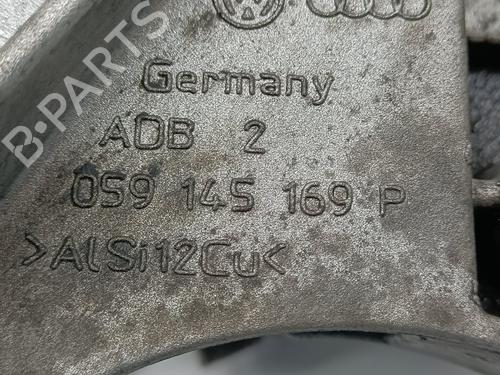 Germany
ADB 2
059 145 169 P
>AlSi12Cu<
B-PARTS